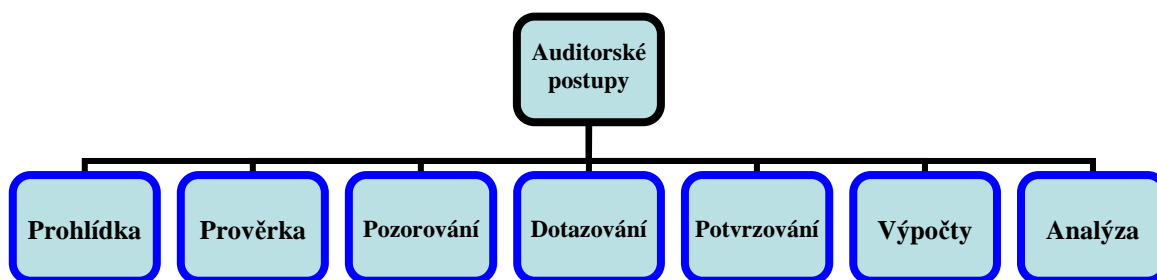 Auditorské
postupy
Prohlídka
Prověrka
Pozorování
Dotazování
Potvrzování
Výpočty
Analýza